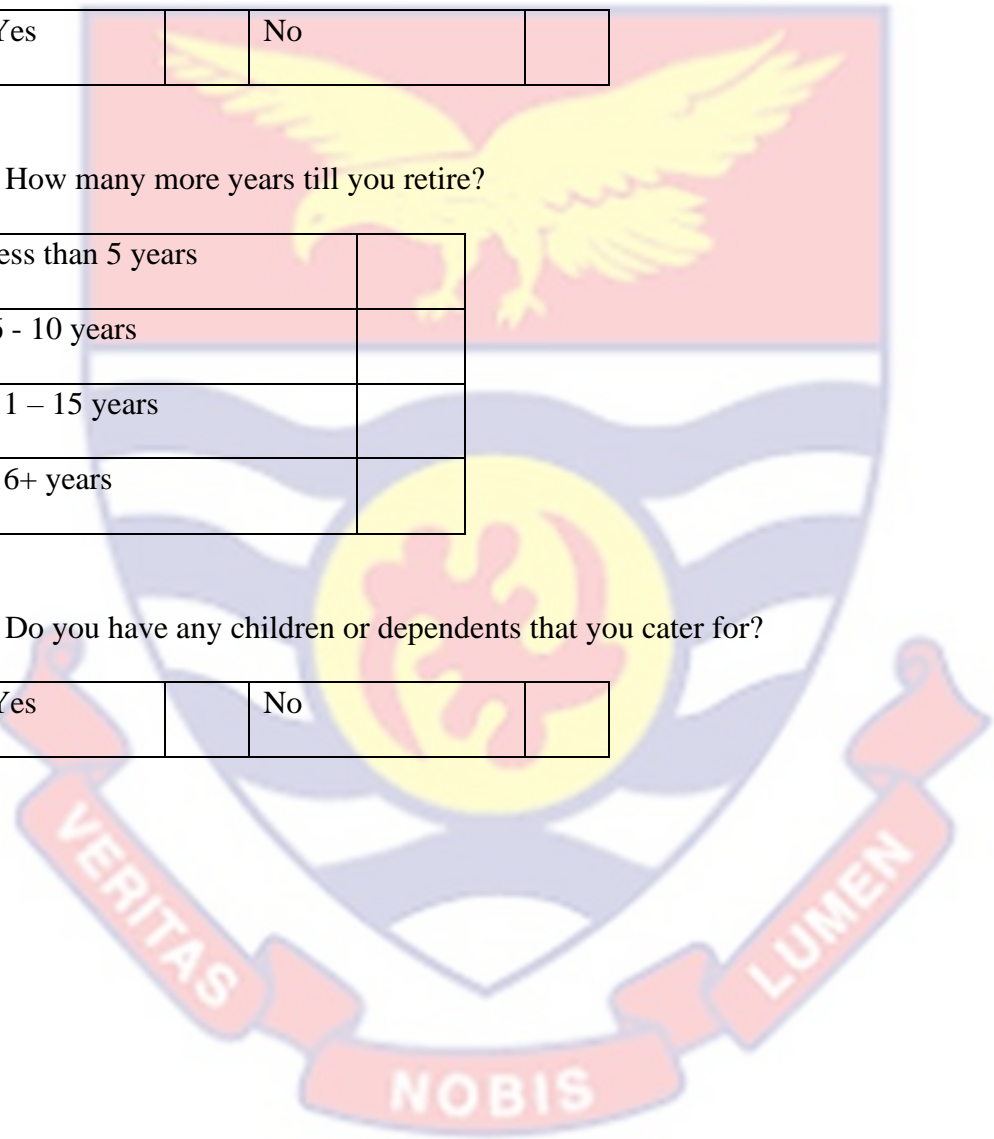 Yes No
How many more years till you retire?
ess than 5 years
- 10 years
1 – 15 years
6+ years
Do you have any children or dependents that you cater for?
Yes No
VERITAS
NOBIS
LUMEN